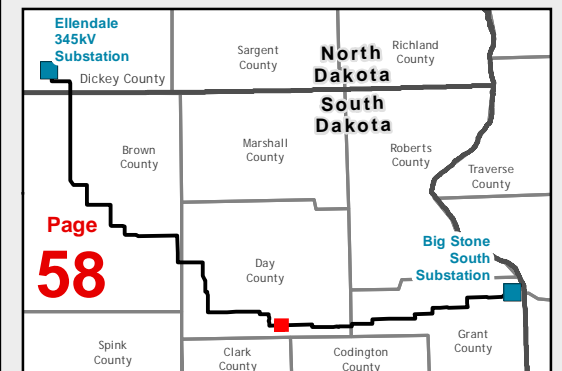 Ellendale
345kV
Substation
Dickey County
Sargent
County
Richland
County
North
Dakota
South
Dakota
Brown
County
Marshall
County
Roberts
County
Traverse
County
Page
58
Day
County
Big Stone
South
Substation
Grant
County
Spink
County
Clark
County
Codington
County